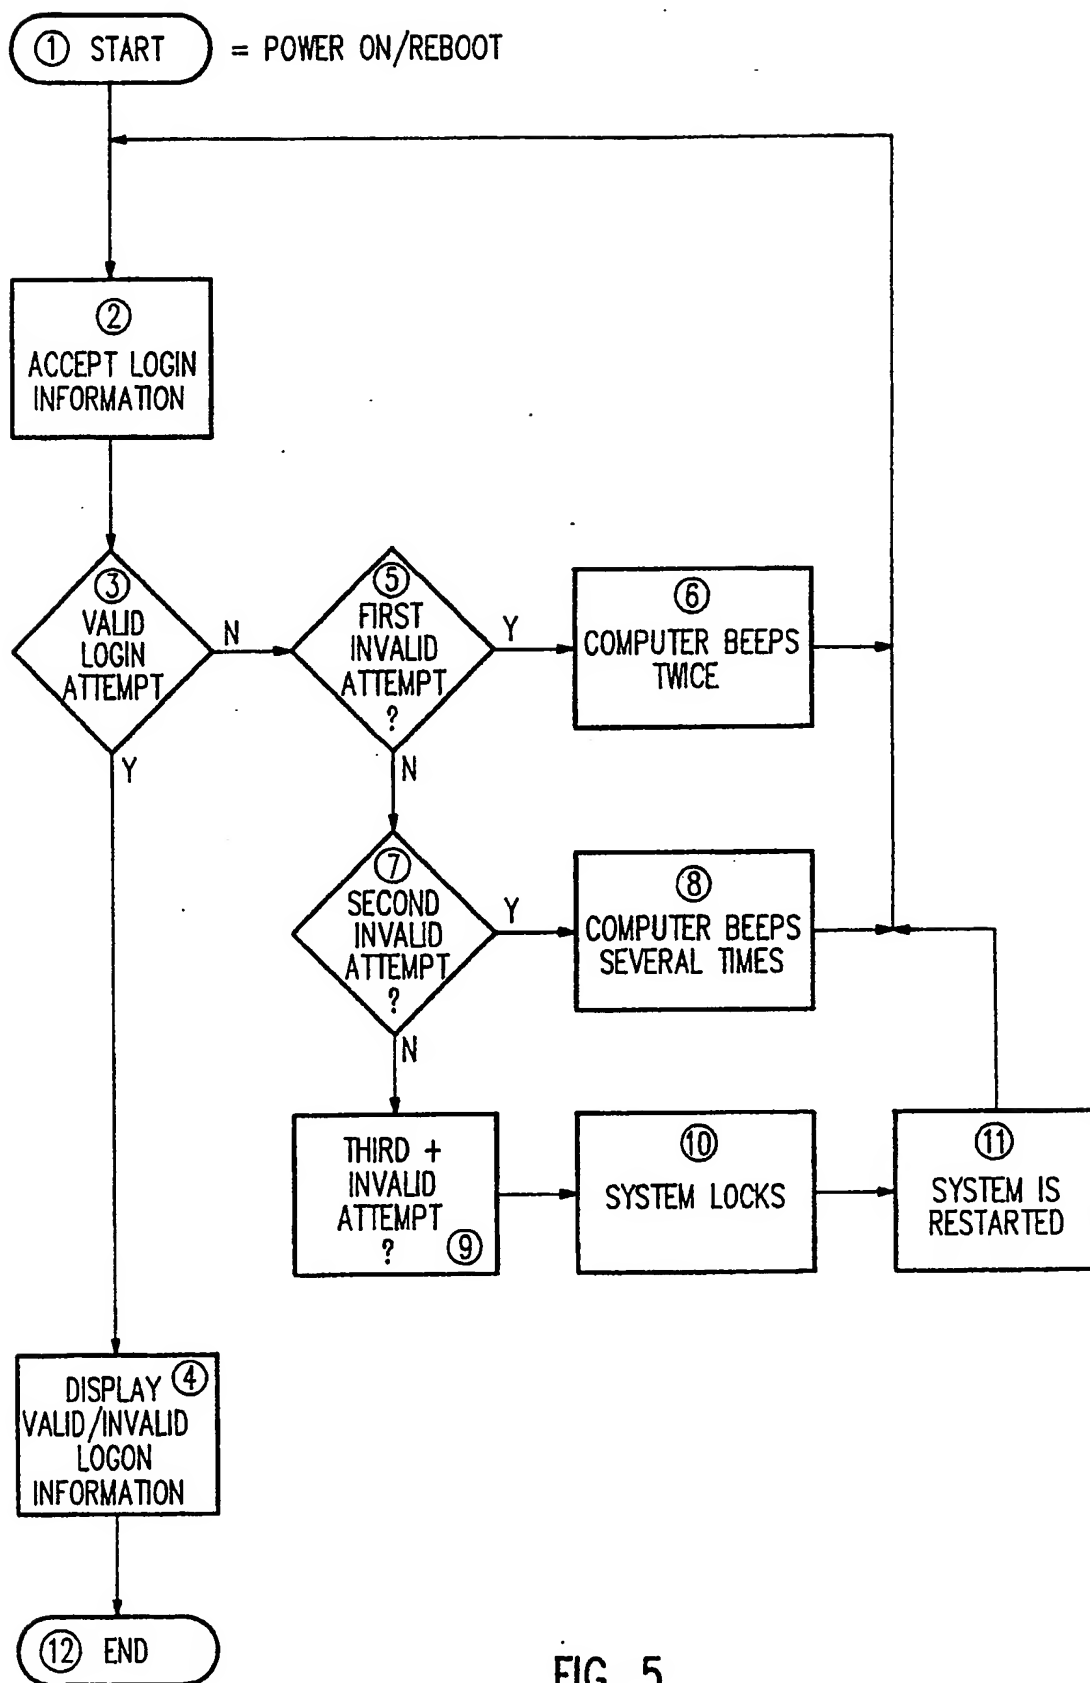 ① START = POWER ON/REBOOT
②
ACCEPT LOGIN
INFORMATION
③
VALID
LOGIN
ATTEMPT
N
Y
⑤
FIRST
INVALID
ATTEMPT
?
Y
N
⑥
COMPUTER BEEPS
TWICE
⑦
SECOND
INVALID
ATTEMPT
?
Y
N
⑧
COMPUTER BEEPS
SEVERAL TIMES
THIRD +
INVALID
ATTEMPT
? ⑨
⑩
SYSTEM LOCKS
⑪
SYSTEM IS
RESTARTED
DISPLAY ④
VALID/INVALID
LOGON
INFORMATION
⑫ END
FIG. 5